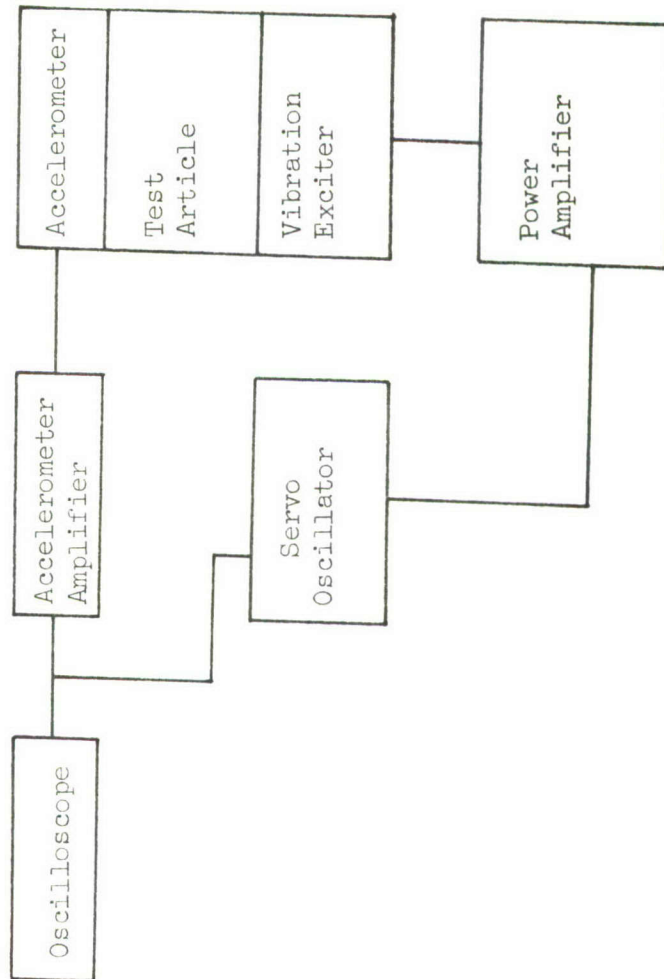 Oscilloscope
Accelerometer
Amplifier
Accelerometer
Test
Article
Vibration
Exciter
Servo
Oscillator
Power
Amplifier